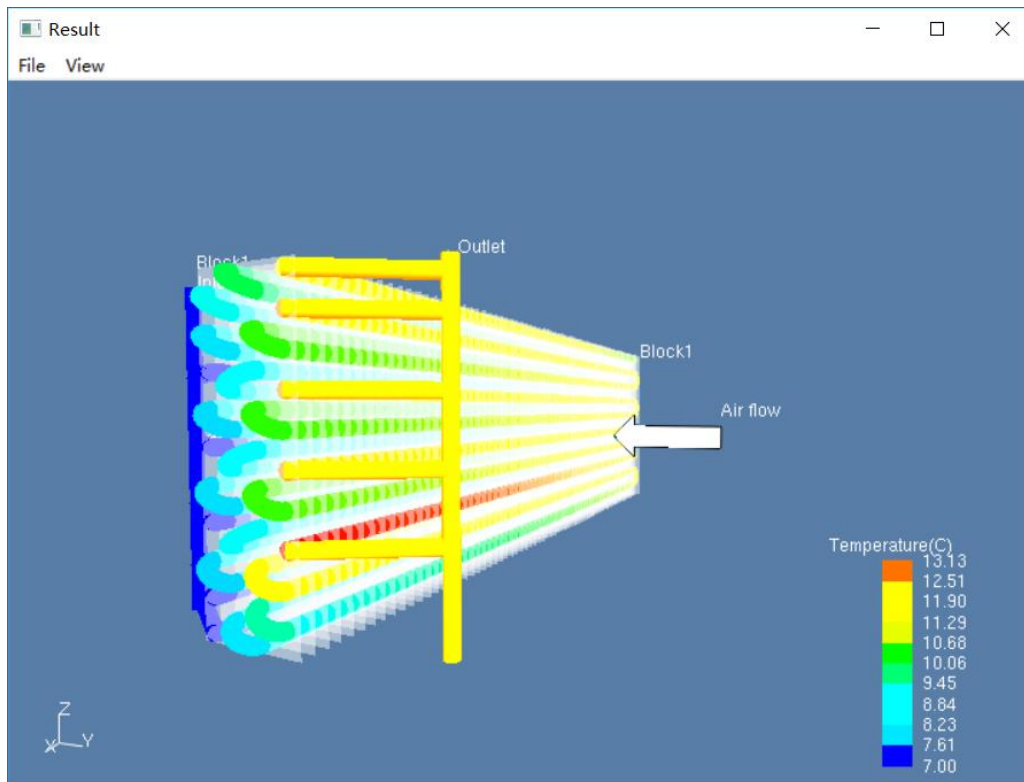 Result
File View
Outlet
Block1
Block1
Air flow
Temperature(C)
13.13
12.51
11.90
11.29
10.68
10.06
9.45
8.84
8.23
7.61
7.00
Z
X Y